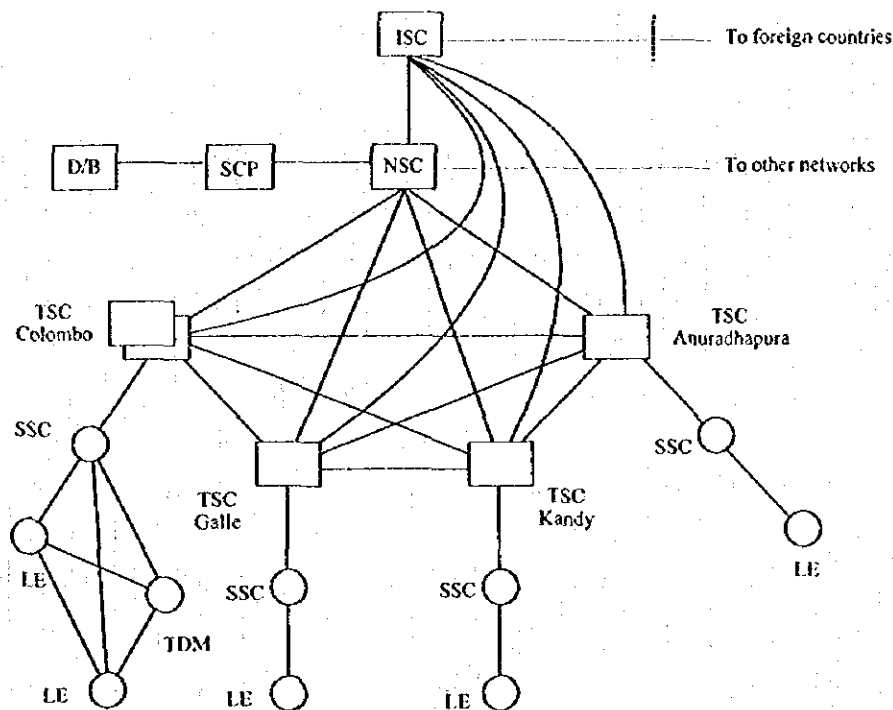 ISC
To foreign countries
D/B
SCP
NSC
To other networks
TSC
Colombo
TSC
Anuradhapura
SSC
SSC
TSC
Galle
TSC
Kandy
LE
LE
SSC
SSC
TDM
LE
LE
LE